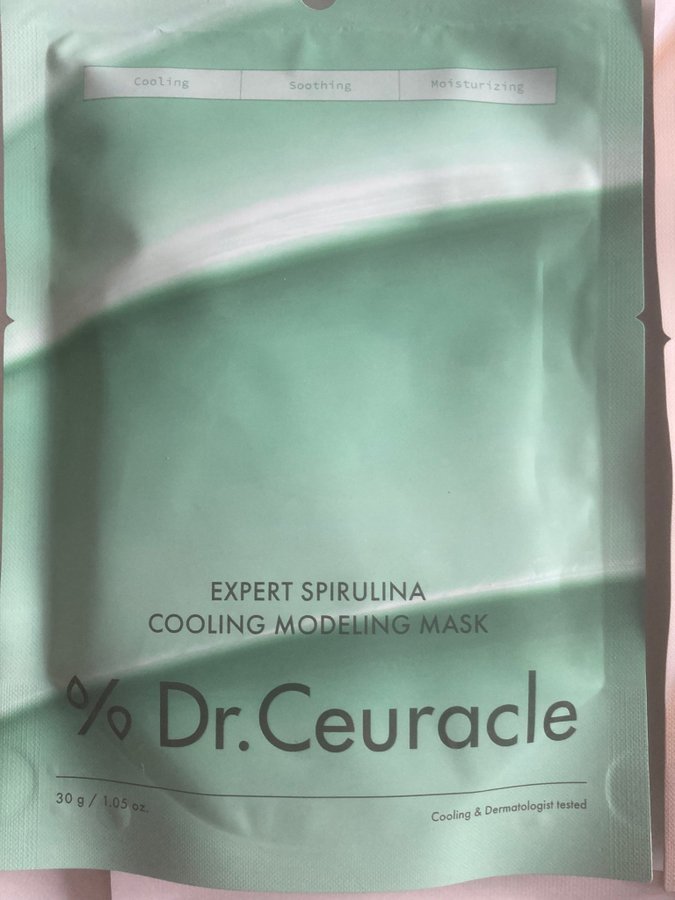 Cooling Soothing Moisturizing
EXPERT SPIRULINA
COOLING MODELING MASK
% Dr.Ceuracle
30 g / 1.05 oz.
Cooling & Dermatologist tested